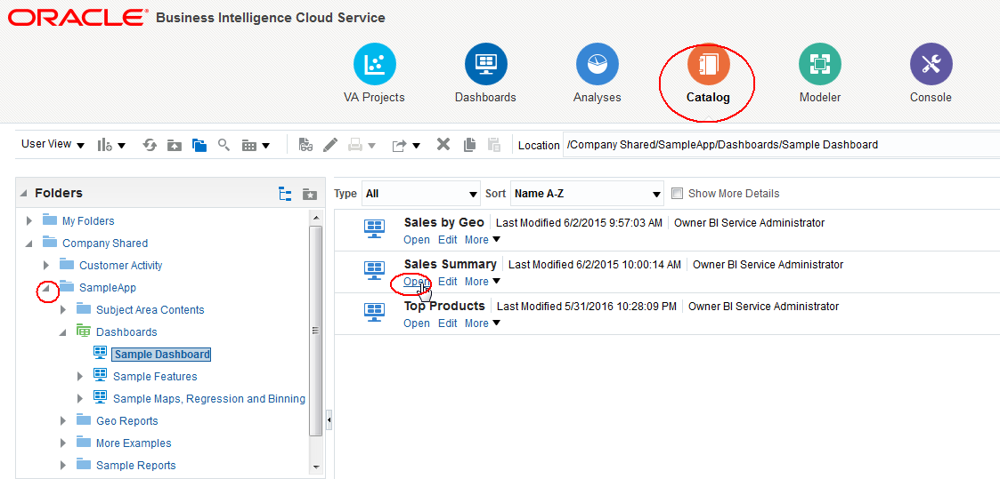 ORACLE® Business Intelligence Cloud Service
VA Projects Dashboards Analyses Catalog Modeler Console
User View Location /Company Shared/SampleApp/Dashboards/Sample Dashboard
Folders
My Folders
Company Shared
Customer Activity
SampleApp
Subject Area Contents
Dashboards
Sample Dashboard
Sample Features
Sample Maps, Regression and Binning
Geo Reports
More Examples
Sample Reports
Type All Sort Name A-Z Show More Details
Sales by Geo Last Modified 6/2/2015 9:57:03 AM Owner BI Service Administrator
Open Edit More
Sales Summary Last Modified 6/2/2015 10:00:14 AM Owner BI Service Administrator
Open Edit More
Top Products Last Modified 5/31/2016 10:28:09 PM Owner BI Service Administrator
Open Edit More